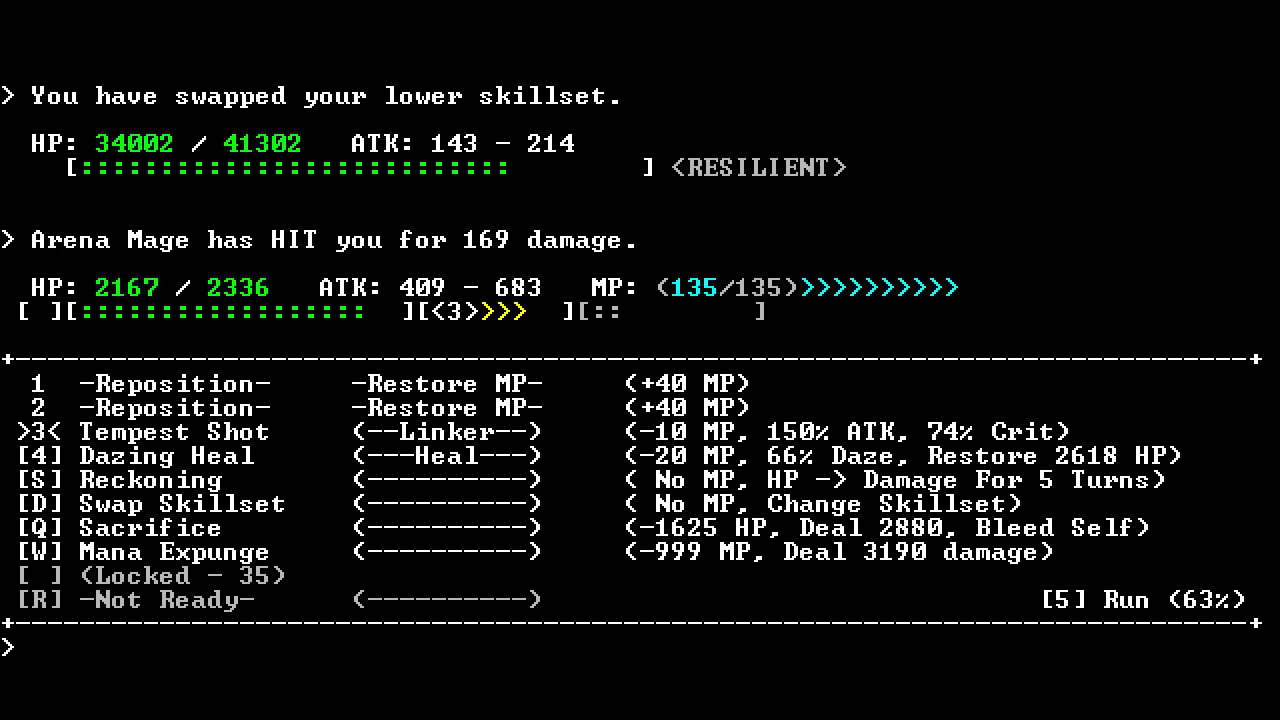 > You have swapped your lower skillset.
HP: 34002 / 41302   ATK: 143 - 214
[:::::::::::::::::::::::::::        ] <RESILIENT>
> Arena Mage has HIT you for 169 damage.
HP: 2167 / 2336   ATK: 409 - 683   MP: (135/135)>>>>>>>>>>
[ ][::::::::::::::::::  ][<3>>>>  ][::        ]
+------------------------------------------------------------------------------+
1  -Reposition-     -Restore MP-     (+40 MP)
2  -Reposition-     -Restore MP-     (+40 MP)
>3< Tempest Shot     (--Linker--)     (-10 MP, 150% ATK, 74% Crit)
[4] Dazing Heal      (---Heal---)     (-20 MP, 66% Daze, Restore 2618 HP)
[S] Reckoning        (----------)     ( No MP, HP -> Damage For 5 Turns)
[D] Swap Skillset    (----------)     ( No MP, Change Skillset)
[Q] Sacrifice        (----------)     (-1625 HP, Deal 2880, Bleed Self)
[W] Mana Expunge     (----------)     (-999 MP, Deal 3190 damage)
[ ] (Locked - 35)
[R] -Not Ready-      (----------)                               [5] Run (63%)
+------------------------------------------------------------------------------+
>